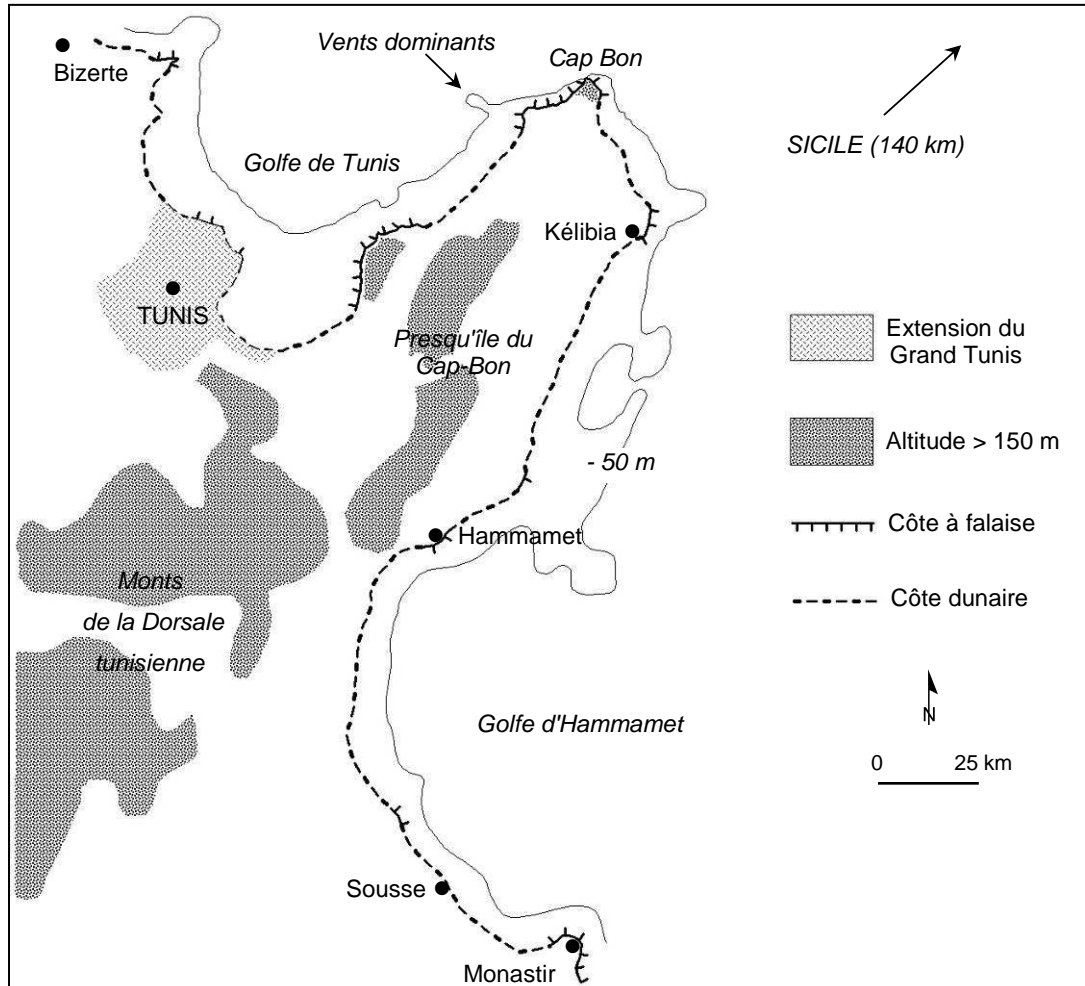 Vents dominants
Cap Bon
Bizerte
SICILE (140 km)
Golfe de Tunis
Kélibia
TUNIS
Extension du
Grand Tunis
Presqu'île du
Cap-Bon
Altitude > 150 m
- 50 m
Côte à falaise
Hammamet
Monts
de la Dorsale
tunisienne
Côte dunaire
N
Golfe d'Hammamet
0 25 km
Sousse
Monastir